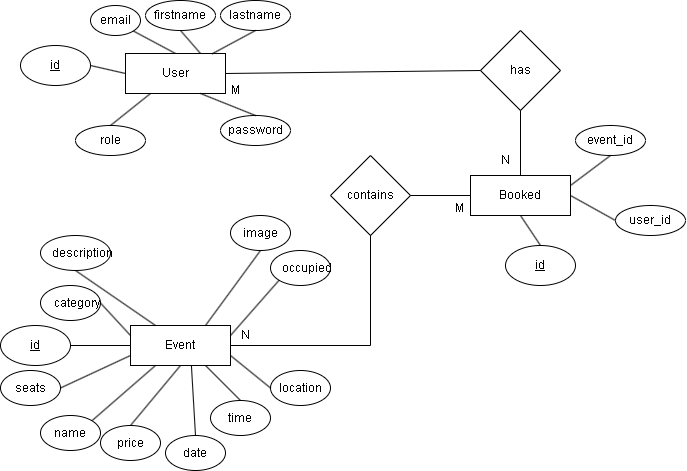 email
firstname
lastname
id
User
M
has
role
password
N
event_id
contains
M
Booked
user_id
id
description
image
occupied
category
id
Event
N
seats
location
name
price
date
time